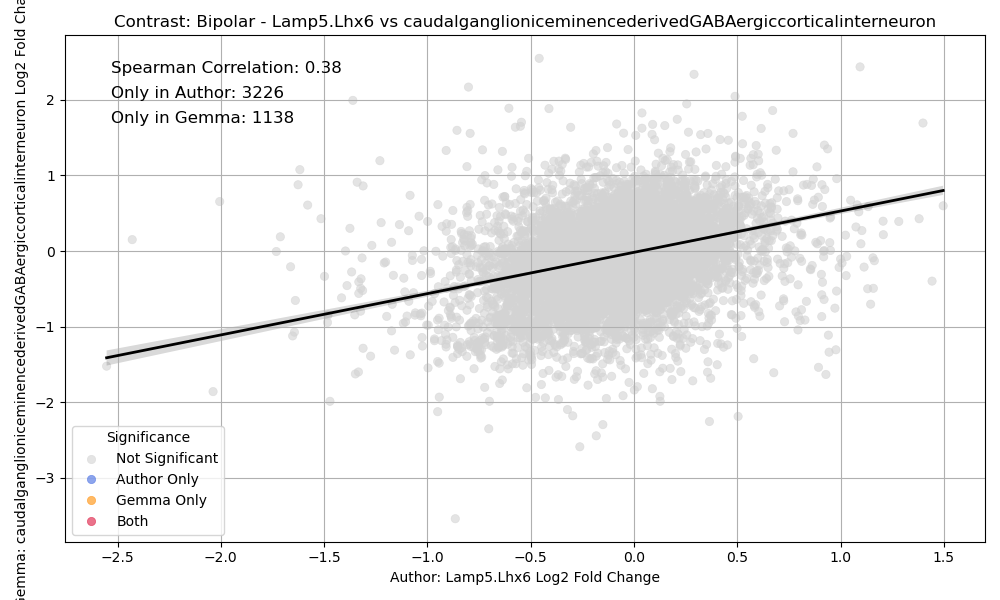 Contrast: Bipolar - Lamp5.Lhx6 vs caudalganglioniceminencederivedGABAergiccorticalinterneuron
Spearman Correlation: 0.38
Only in Author: 3226
Only in Gemma: 1138
2
1
0
−1
−2
−3
Significance
Not Significant
Author Only
Gemma Only
Both
−2.5
−2.0
−1.5
−1.0
−0.5
0.0
0.5
1.0
1.5
Author: Lamp5.Lhx6 Log2 Fold Change
caudalganglioniceminencederivedGABAergiccorticalinterneuron Log2 Fold